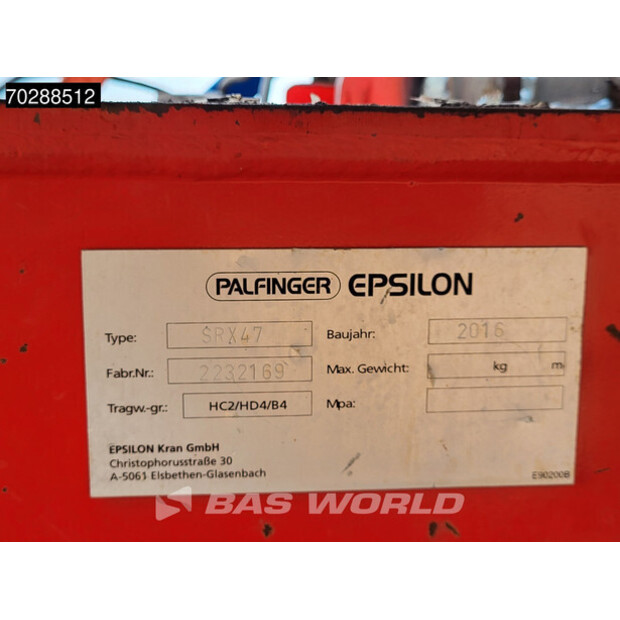 70288512
PALFINGER EPSILON
Type: SRX47 Baujahr: 2016
Fabr.Nr.: 2232169 Max. Gewicht: kg m
Tragw.-gr.: HC2/HD4/B4 Mpa:
EPSILON Kran GmbH
Christophorusstraße 30
A-5061 Elsbethen-Glasenbach
E90200B
BAS WORLD